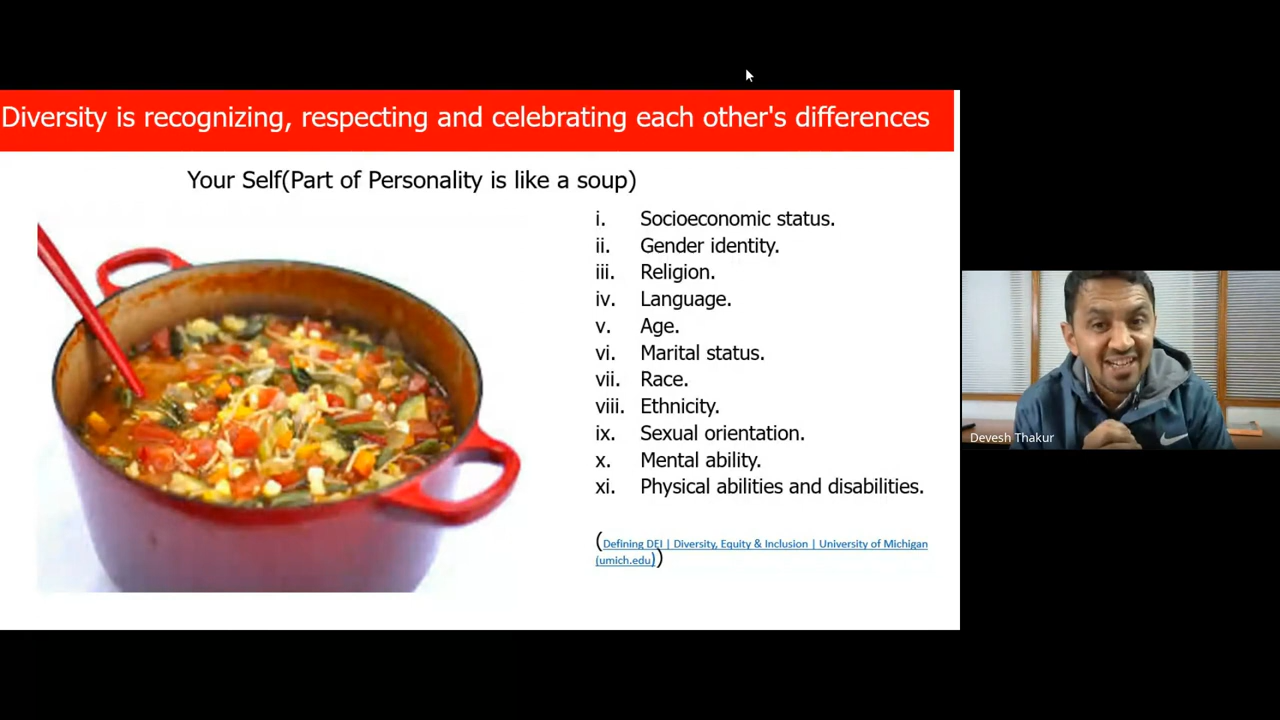 Diversity is recognizing, respecting and celebrating each other's differences
Your Self(Part of Personality is like a soup)
i. Socioeconomic status.
ii. Gender identity.
iii. Religion.
iv. Language.
v. Age.
vi. Marital status.
vii. Race.
viii. Ethnicity.
ix. Sexual orientation.
x. Mental ability.
xi. Physical abilities and disabilities.
(Defining DEI | Diversity, Equity & Inclusion | University of Michigan
(umich.edu))
Devesh Thakur